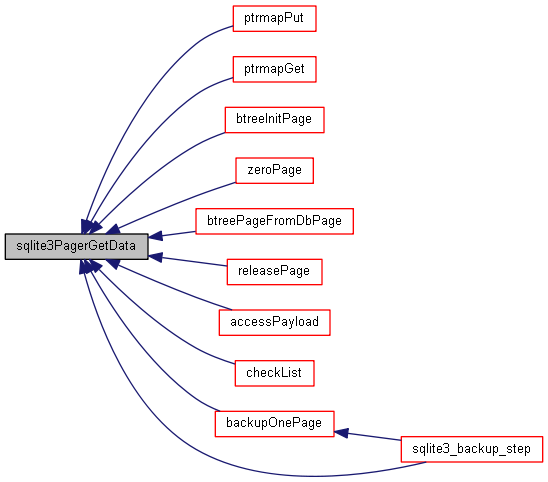 ptrmapPut
ptrmapGet
btreeInitPage
zeroPage
btreePageFromDbPage
sqlite3PagerGetData
releasePage
accessPayload
checkList
backupOnePage
sqlite3_backup_step